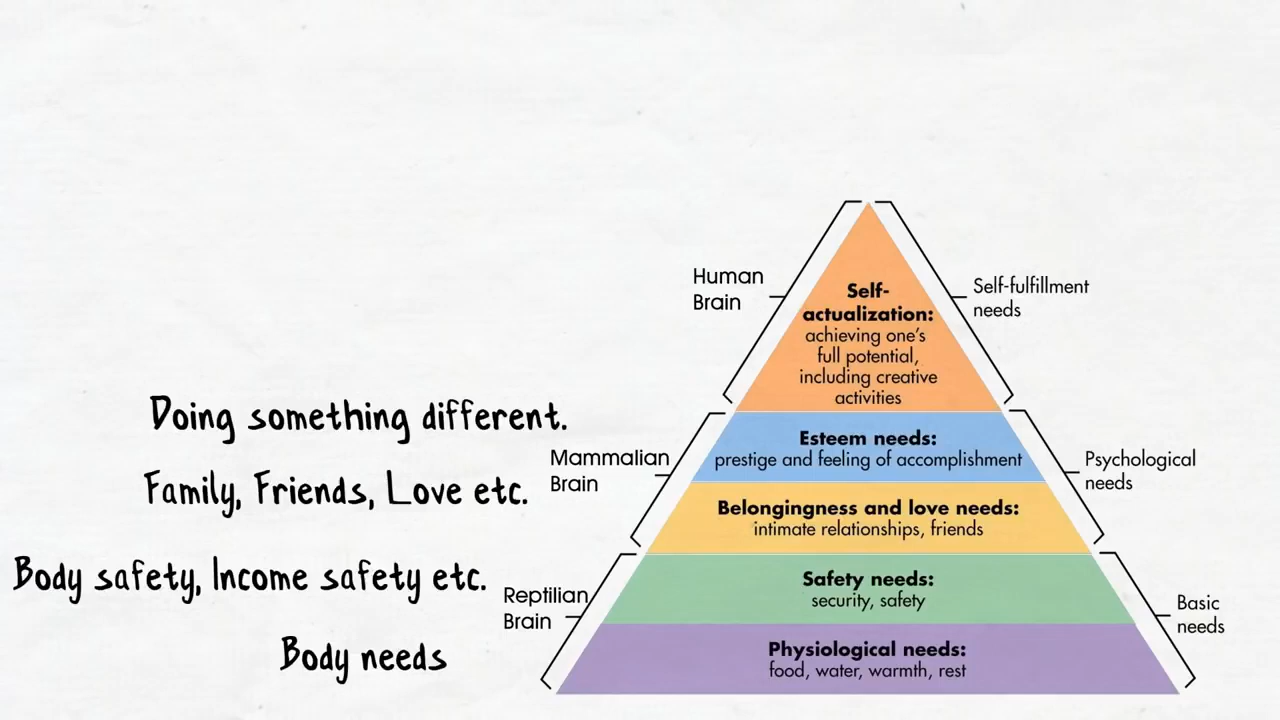 Human
Brain
Self-
actualization:
achieving one's
full potential,
including creative
activities
Self-fulfillment
needs
Doing something different.
Mammalian
Brain
Esteem needs:
prestige and feeling of accomplishment
Psychological
needs
Family, Friends, Love etc.
Belongingness and love needs:
intimate relationships, friends
Body safety, Income safety etc.
Reptilian
Brain
Safety needs:
security, safety
Basic
needs
Body needs
Physiological needs:
food, water, warmth, rest